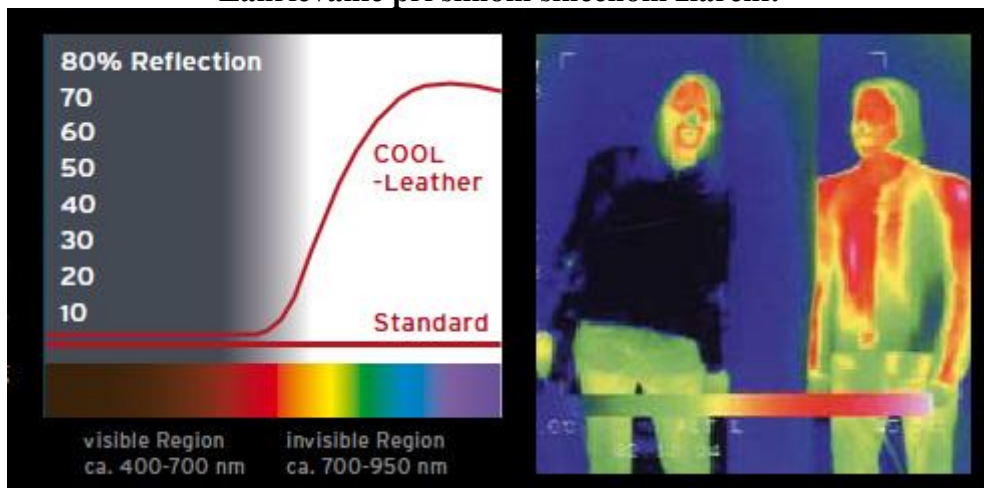 80% Reflection
70
60
50
40
30
20
10
COOL
-Leather
Standard
visible Region
ca. 400-700 nm
invisible Region
ca. 700-950 nm